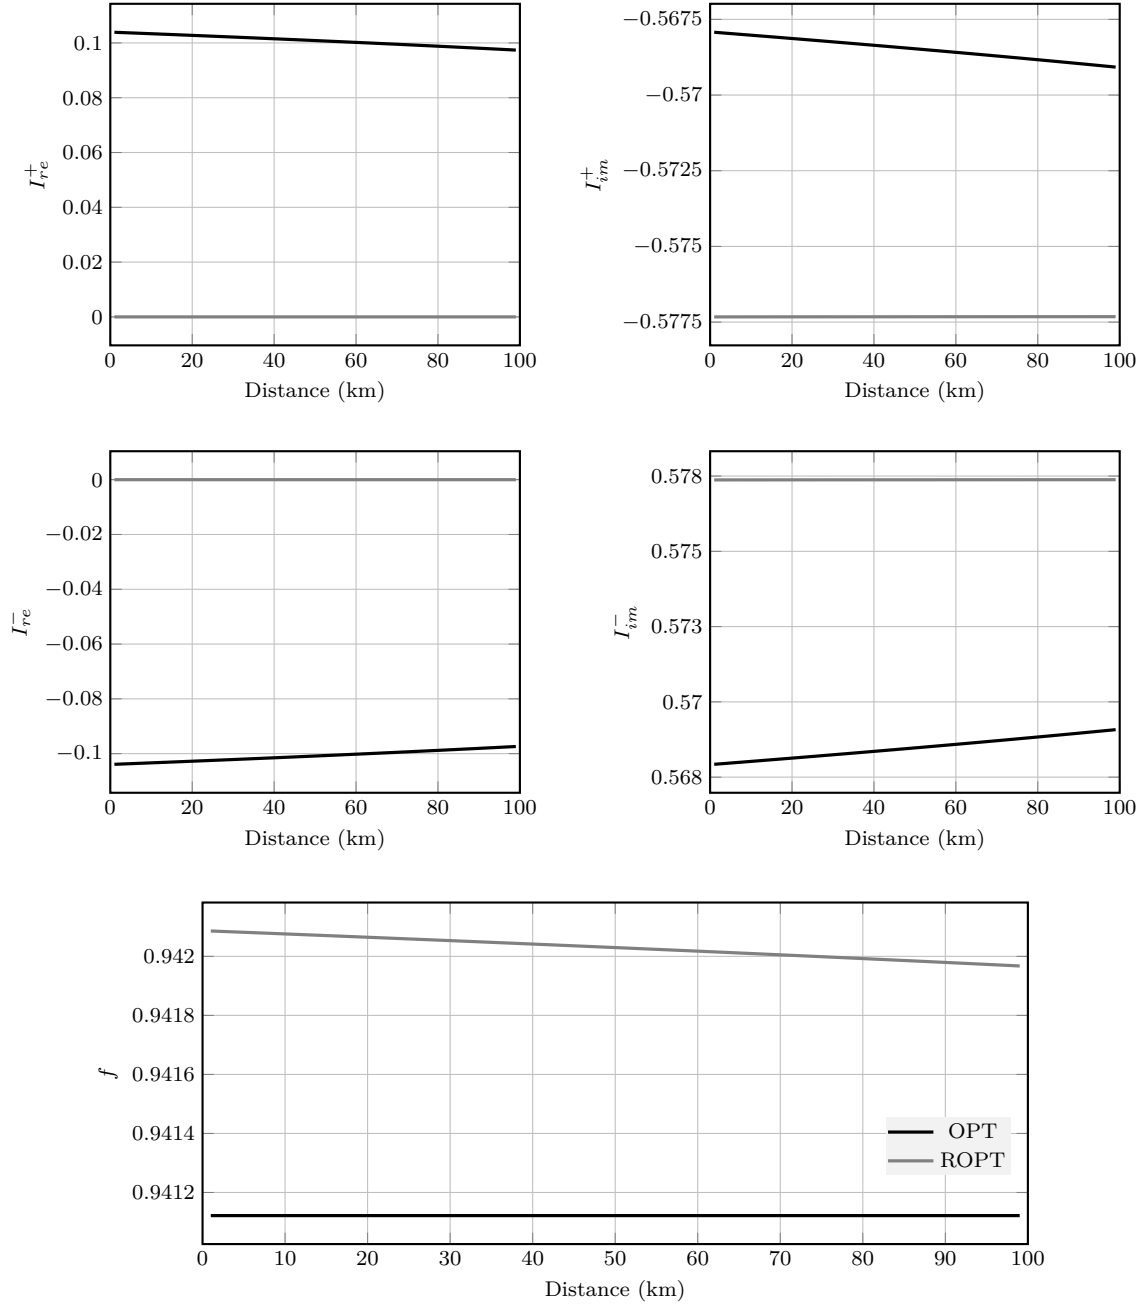 0.1
0.08
0.06
0.04
0.02
0
I_{re}^{+}
0 20 40 60 80 100
Distance (km)
−0.5675
−0.57
−0.5725
−0.575
−0.5775
I_{im}^{+}
0 20 40 60 80 100
Distance (km)
0
−0.02
−0.04
−0.06
−0.08
−0.1
I_{re}^{−}
0 20 40 60 80 100
Distance (km)
0.578
0.575
0.573
0.57
0.568
I_{im}^{−}
0 20 40 60 80 100
Distance (km)
0.942
0.9418
0.9416
0.9414
0.9412
f
OPT
ROPT
0 10 20 30 40 50 60 70 80 90 100
Distance (km)